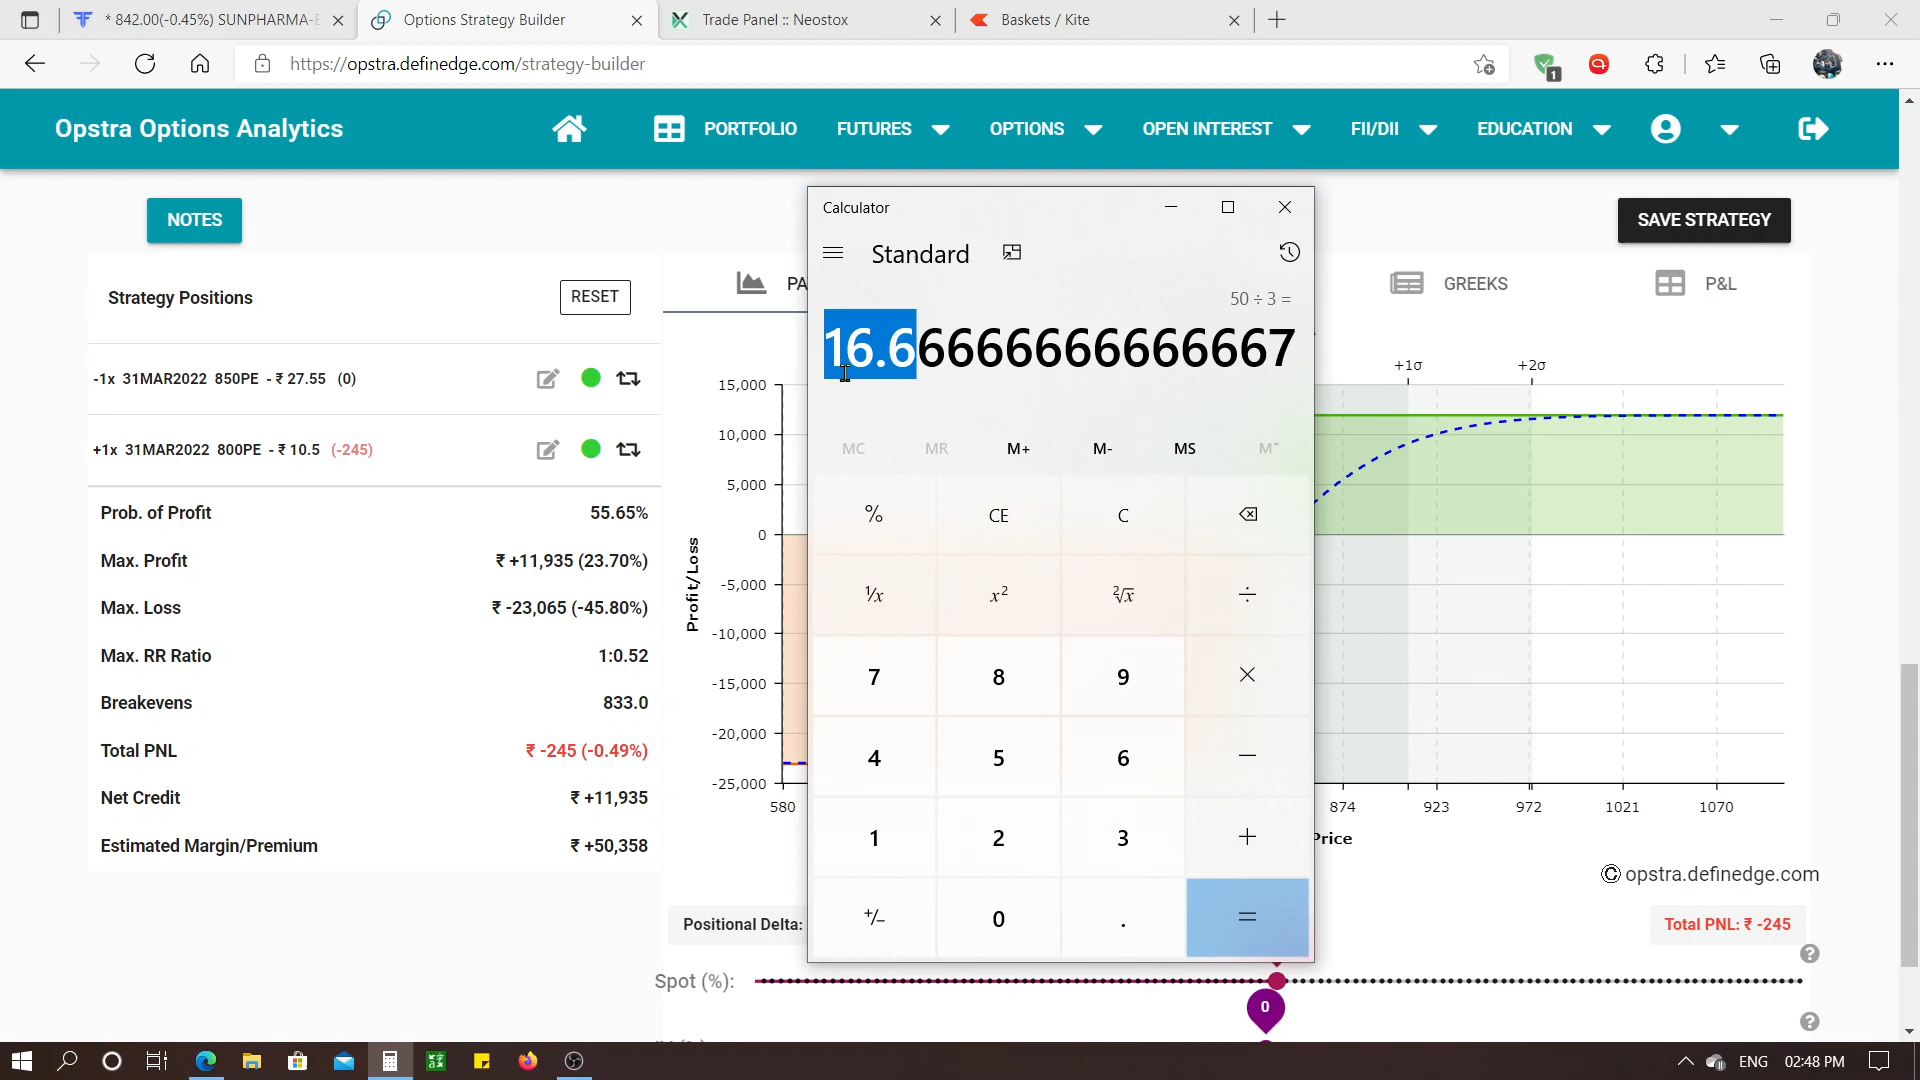 * 842.00(-0.45%) SUNPHARMA-E
Options Strategy Builder
Trade Panel :: Neostox
Baskets / Kite
https://opstra.definedge.com/strategy-builder
1
Opstra Options Analytics
PORTFOLIO
FUTURES
OPTIONS
OPEN INTEREST
FII/DII
EDUCATION
NOTES
SAVE STRATEGY
Strategy Positions
RESET
-1x 31MAR2022 850PE - ₹ 27.55 (0)
+1x 31MAR2022 800PE - ₹ 10.5 (-245)
Prob. of Profit 55.65%
Max. Profit ₹ +11,935 (23.70%)
Max. Loss ₹ -23,065 (-45.80%)
Max. RR Ratio 1:0.52
Breakevens 833.0
Total PNL ₹ -245 (-0.49%)
Net Credit ₹ +11,935
Estimated Margin/Premium ₹ +50,358
PA
GREEKS
P&L
Calculator
Standard
50 ÷ 3 =
16.66666666666667
MC MR M+ M- MS M˅
% CE C
¹/x x² ²√x ÷
7 8 9 ×
4 5 6 −
1 2 3 +
+/− 0 . =
+1σ +2σ
15,000
10,000
5,000
0
-5,000
-10,000
-15,000
-20,000
-25,000
Profit/Loss
580 874 923 972 1021 1070
Price
© opstra.definedge.com
Positional Delta:
Total PNL: ₹ -245
Spot (%):
0
ENG 02:48 PM